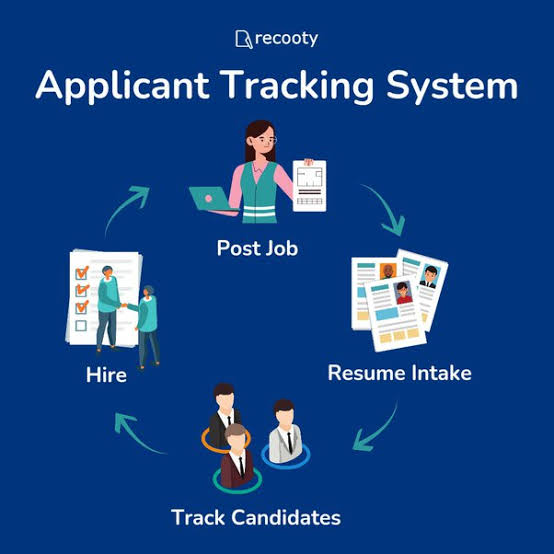 recooty
Applicant Tracking System
Post Job
Resume Intake
Hire
Track Candidates